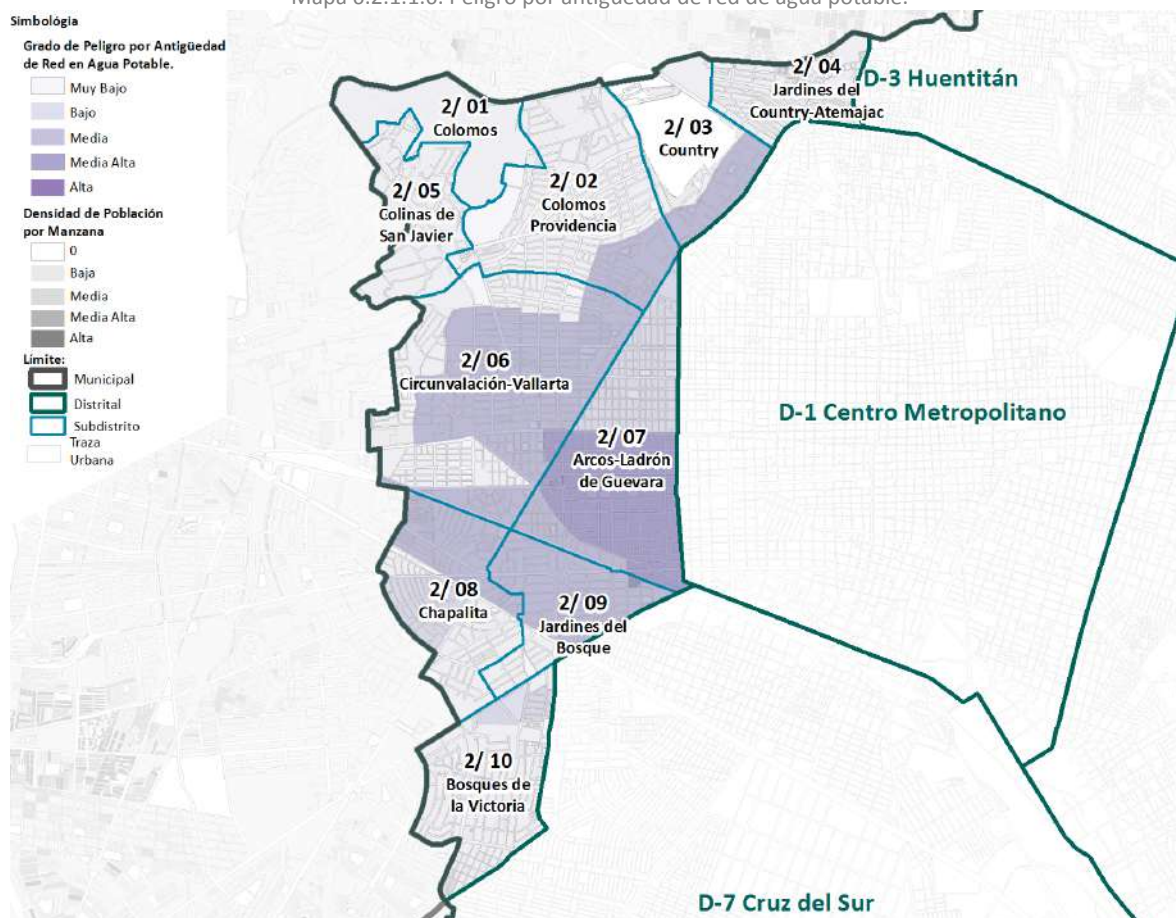 Mapa 6.2.1.1.6. Peligro por antigüedad de red de agua potable.
Simbológia
Grado de Peligro por Antigüedad
de Red en Agua Potable.
Muy Bajo
Bajo
Media
Media Alta
Alta
Densidad de Población
por Manzana
0
Baja
Media
Media Alta
Alta
Límite:
Municipal
Distrital
Subdistrito
Traza
Urbana
2/ 01
Colomos
2/ 02
Colomos
Providencia
2/ 03
Country
2/ 04
Jardines del
Country-Atemajac
D-3 Huentitán
2/ 05
Colinas de
San Javier
2/ 06
Circunvalación-Vallarta
2/ 07
Arcos-Ladrón
de Guevara
D-1 Centro Metropolitano
2/ 08
Chapalita
2/ 09
Jardines del
Bosque
2/ 10
Bosques de
la Victoria
D-7 Cruz del Sur